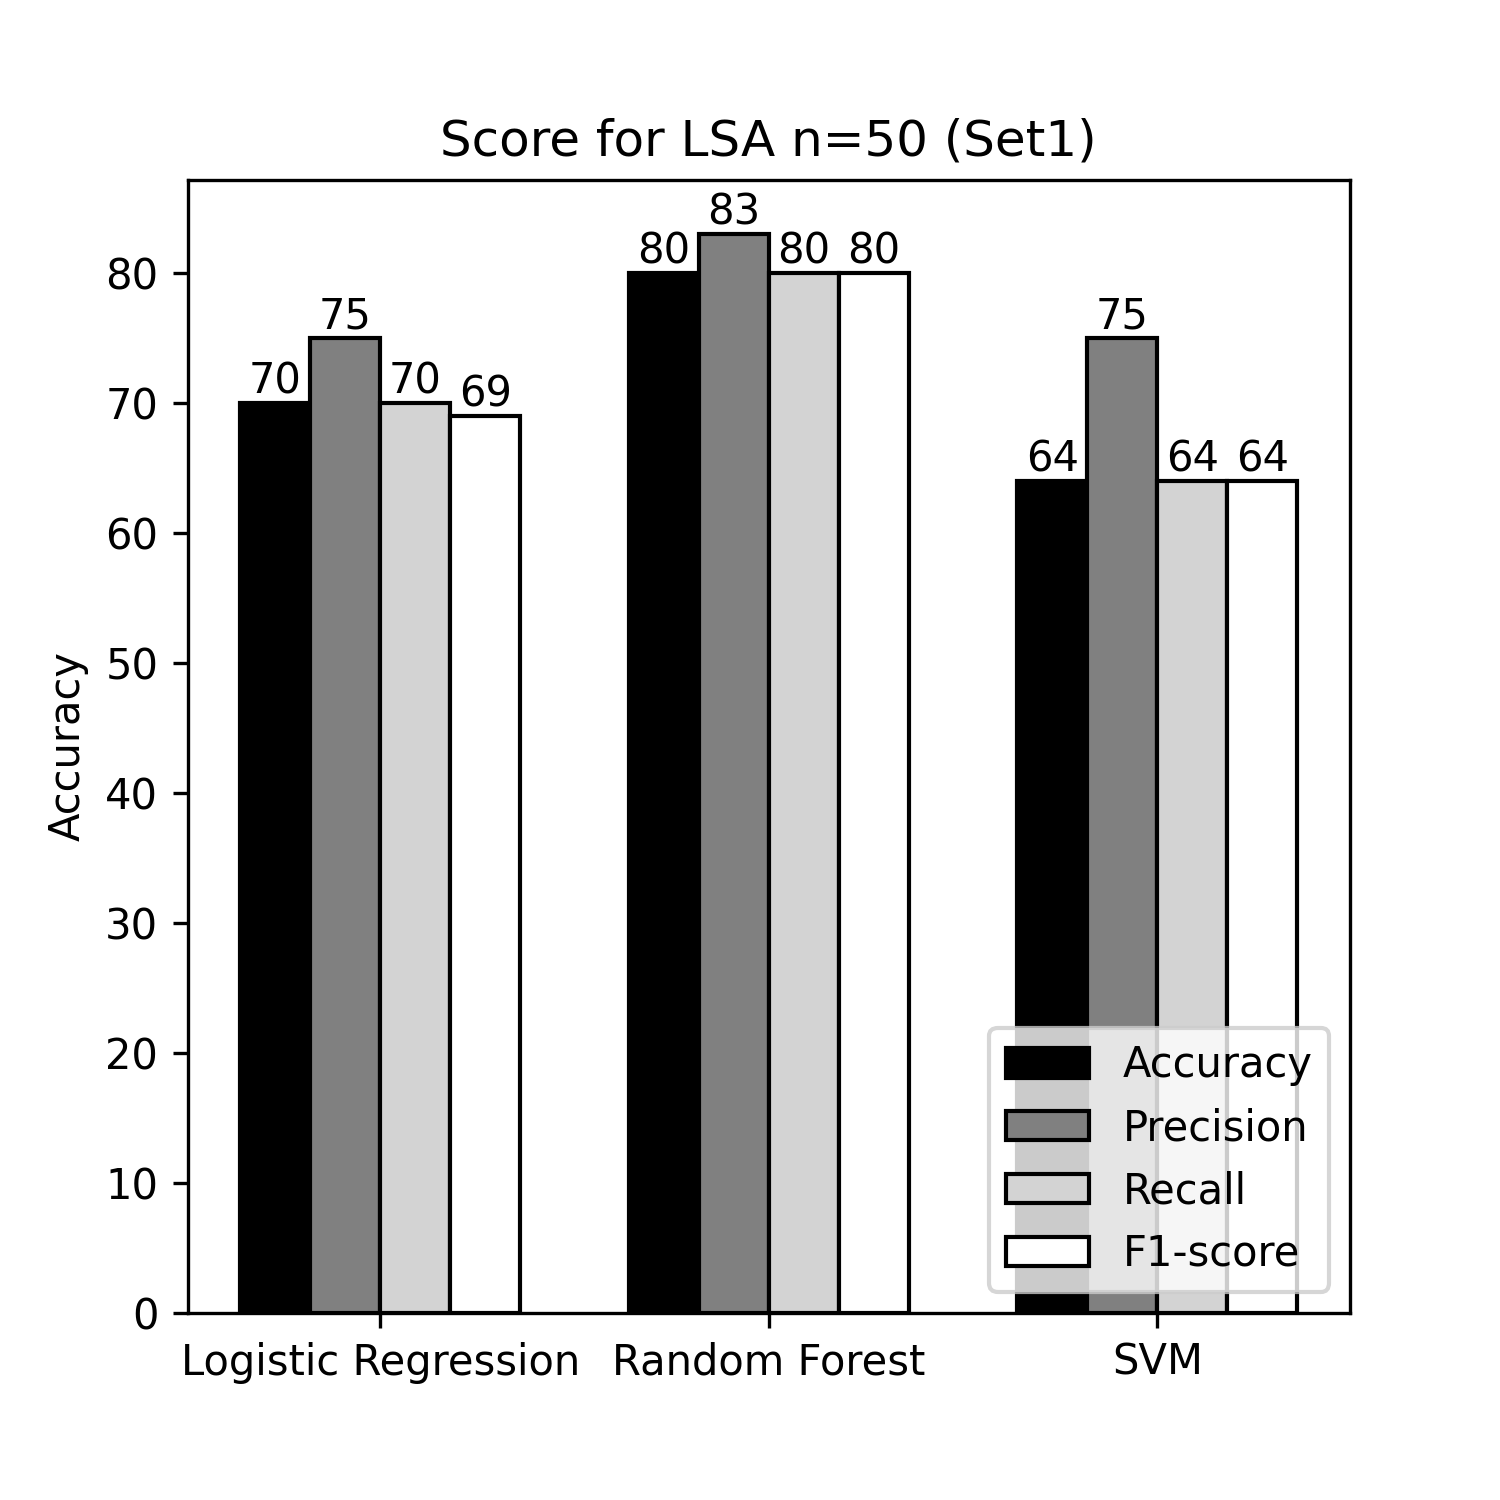 Score for LSA n=50 (Set1)
83
80 80 80
80
75 75
70 70 69
70
64 64 64
60
50
Accuracy
40
30
20
10
0
Accuracy
Precision
Recall
F1-score
Logistic Regression Random Forest SVM